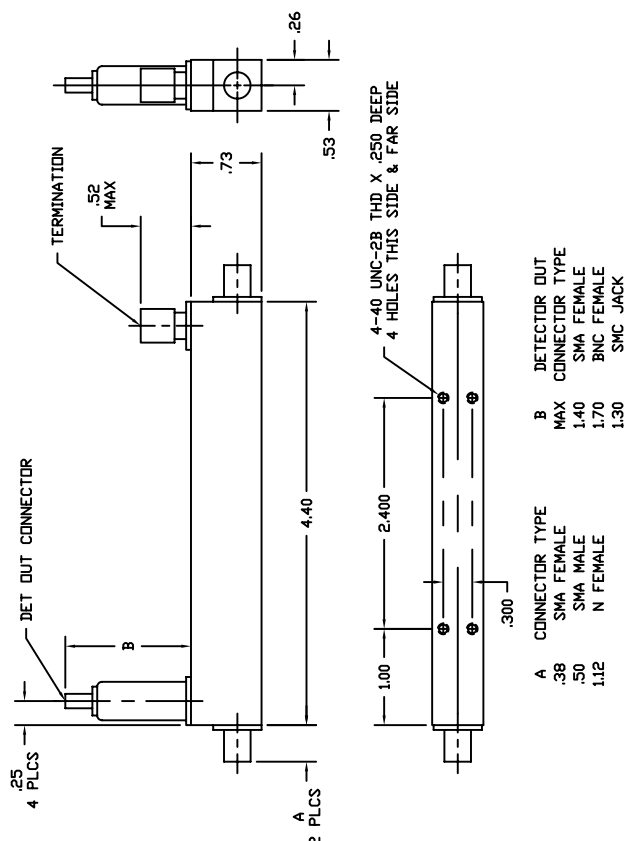 .26
.53
TERMINATION
.52
MAX
.73
DET OUT CONNECTOR
B
.25
4 PLCS
4.40
A
2 PLCS
4-40 UNC-2B THD X .250 DEEP
4 HOLES THIS SIDE & FAR SIDE
2.400
1.00
.300
A CONNECTOR TYPE
.38 SMA FEMALE
.50 SMA MALE
1.12 N FEMALE
B DETECTOR OUT
MAX CONNECTOR TYPE
1.40 SMA FEMALE
1.70 BNC FEMALE
1.30 SMC JACK